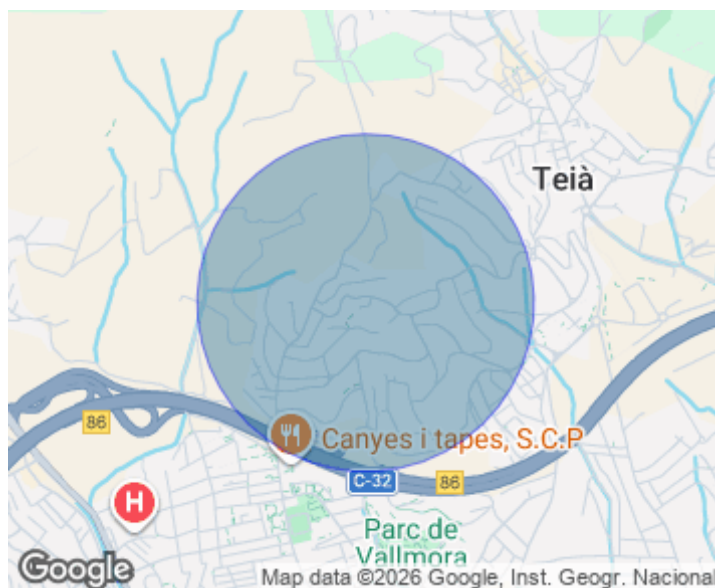 Teià
86
Canyes i tapes, S.C.P
C-32
86
H
Parc de
Vallmora
Google
Map data ©2026 Google, Inst. Geogr. Nacional